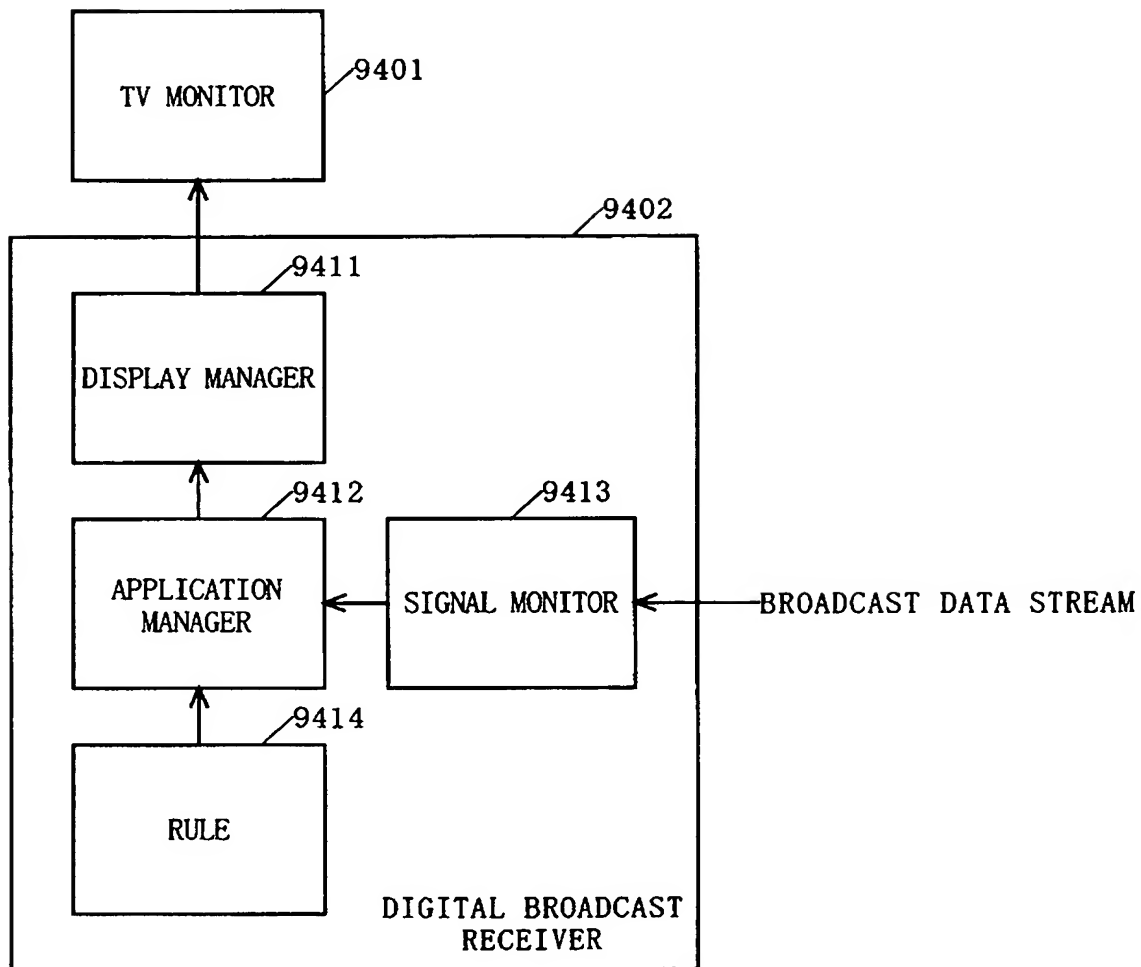 9401
TV MONITOR
9402
9411
DISPLAY MANAGER
9412
9413
APPLICATION
MANAGER
SIGNAL MONITOR
BROADCAST DATA STREAM
9414
RULE
DIGITAL BROADCAST
RECEIVER